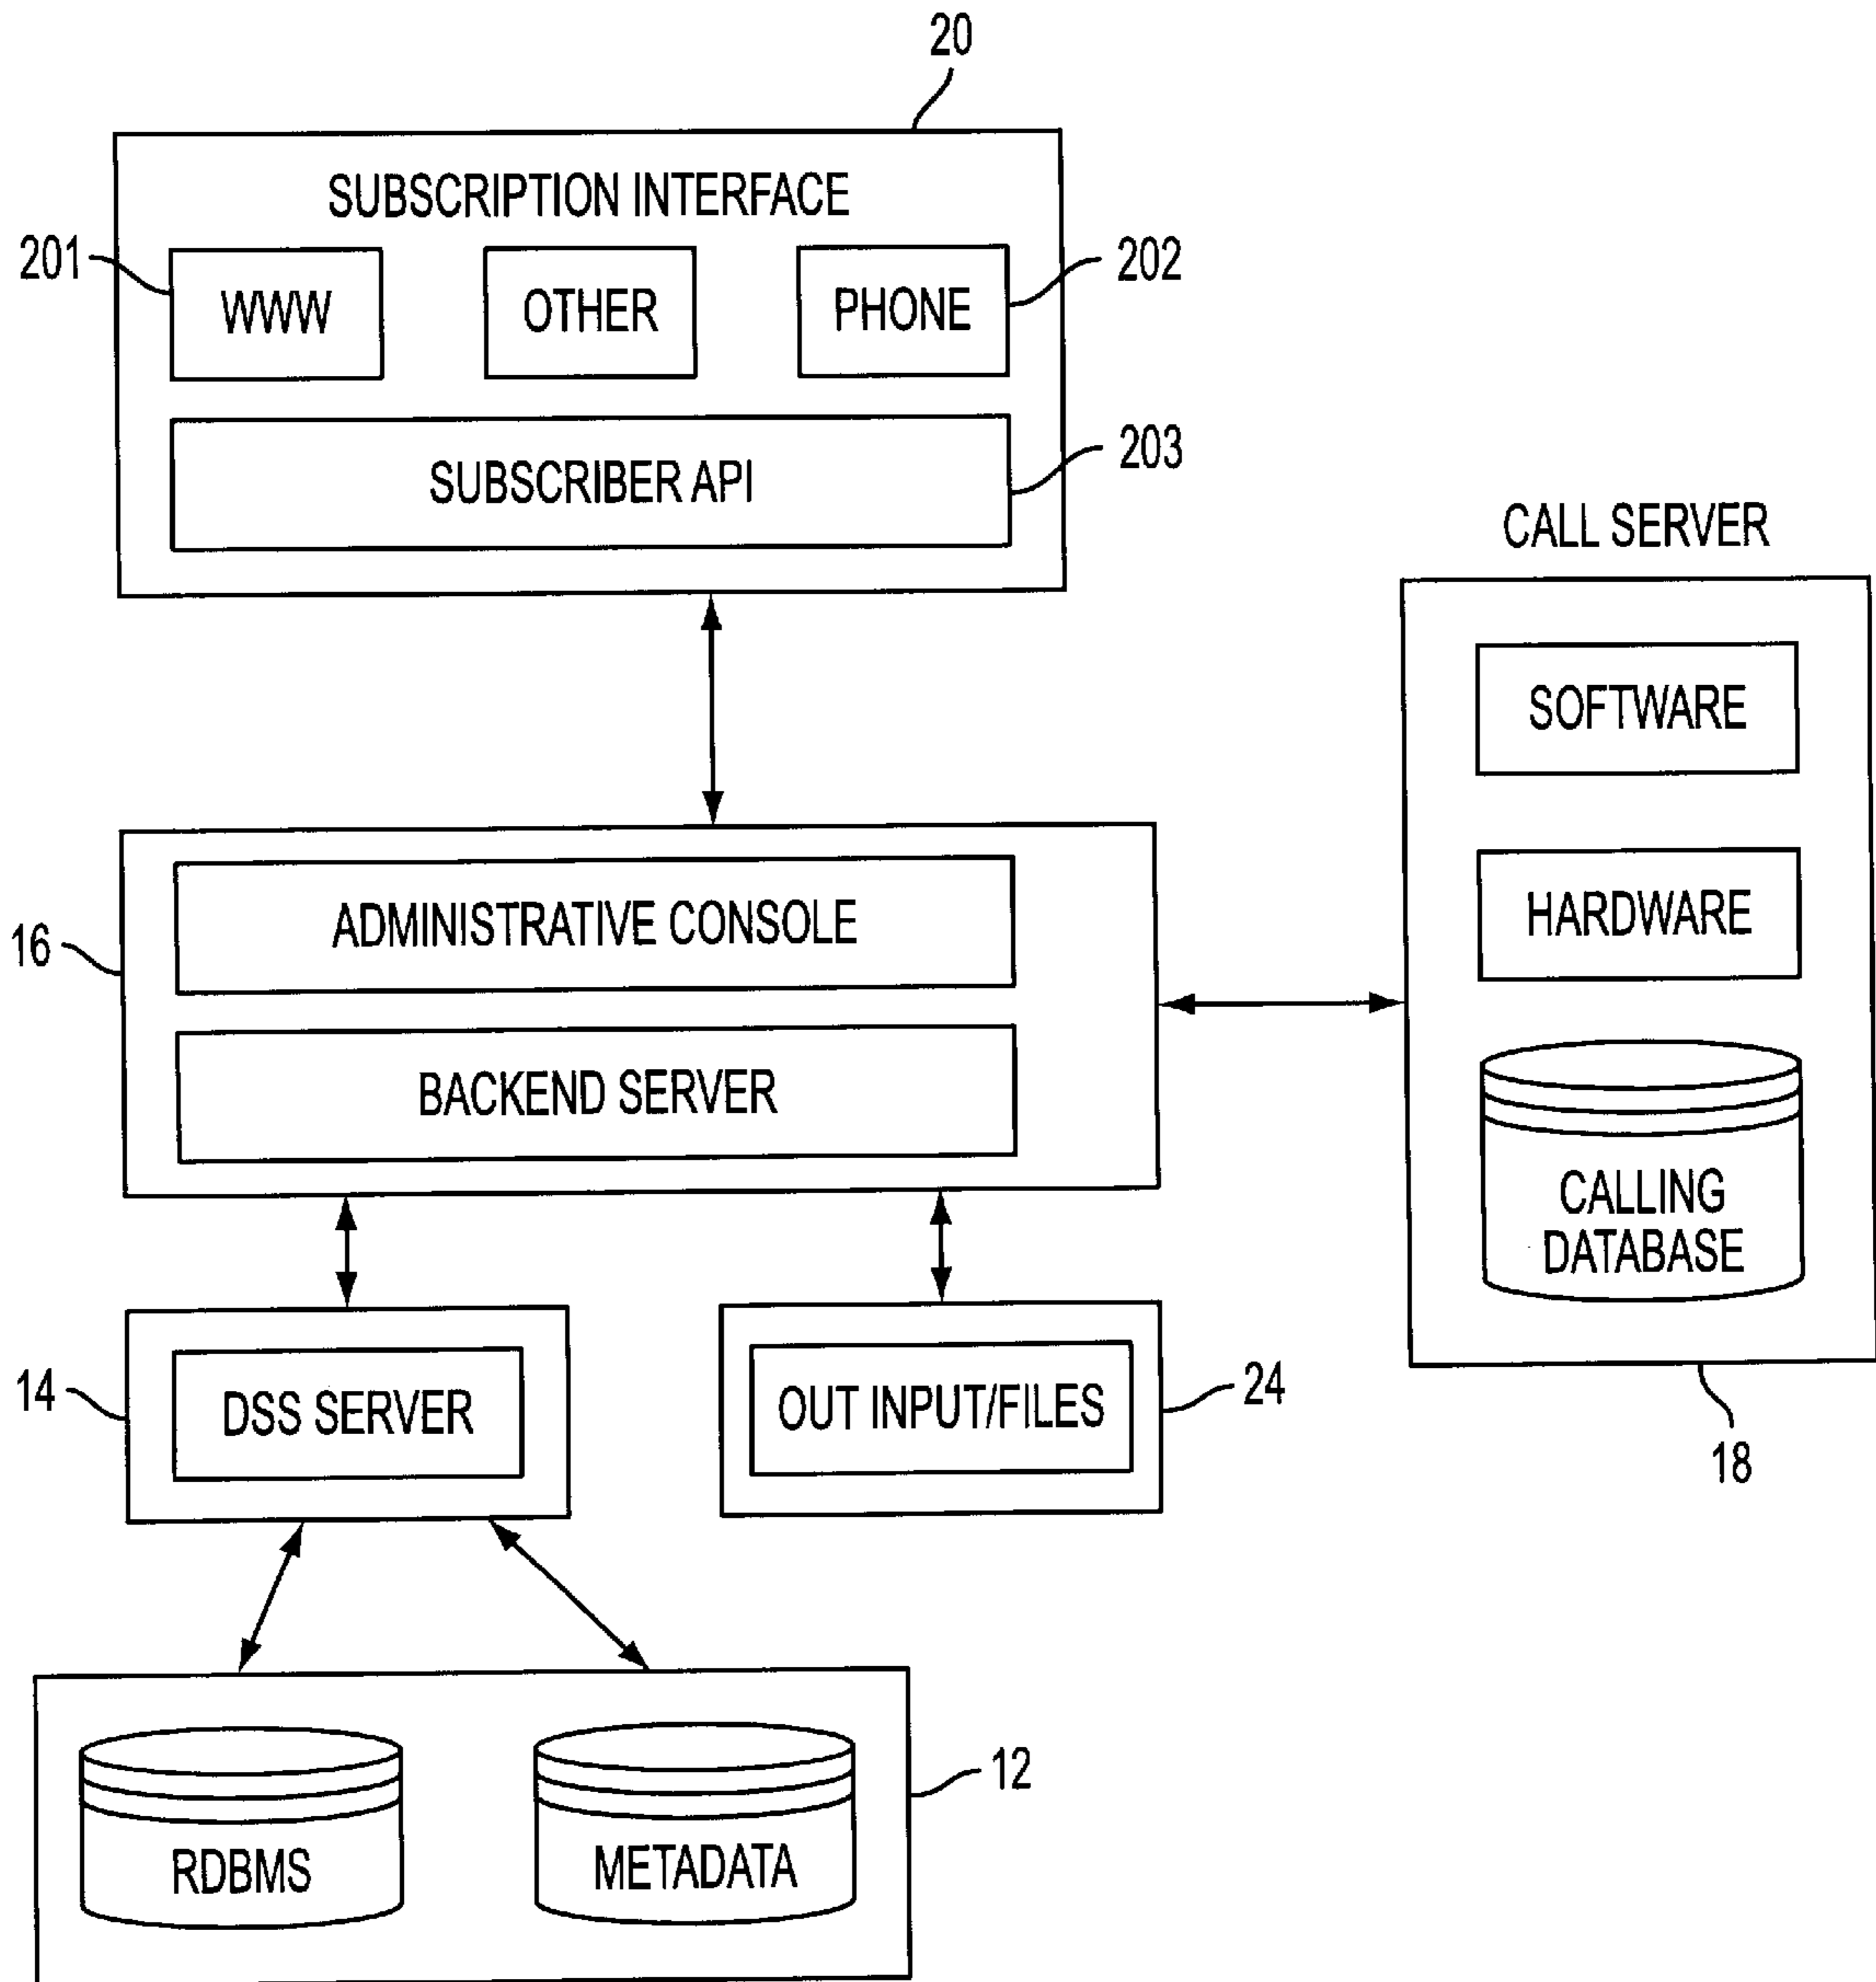 20
SUBSCRIPTION INTERFACE
201
WWW
OTHER
PHONE
202
SUBSCRIBER API
203
CALL SERVER
SOFTWARE
HARDWARE
CALLING
DATABASE
18
16
ADMINISTRATIVE CONSOLE
BACKEND SERVER
14
DSS SERVER
OUT INPUT/FILES
24
RDBMS
METADATA
12